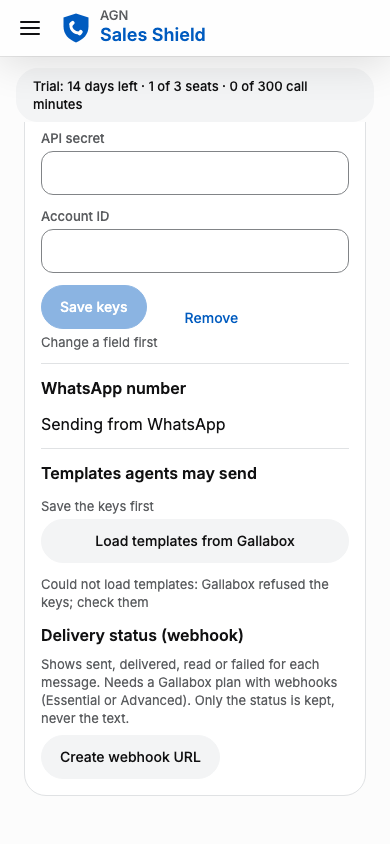 AGN
Sales Shield
Trial: 14 days left · 1 of 3 seats · 0 of 300 call
minutes
API secret
Account ID
Save keys
Remove
Change a field first
WhatsApp number
Sending from WhatsApp
Templates agents may send
Save the keys first
Load templates from Gallabox
Could not load templates: Gallabox refused the
keys; check them
Delivery status (webhook)
Shows sent, delivered, read or failed for each
message. Needs a Gallabox plan with webhooks
(Essential or Advanced). Only the status is kept,
never the text.
Create webhook URL